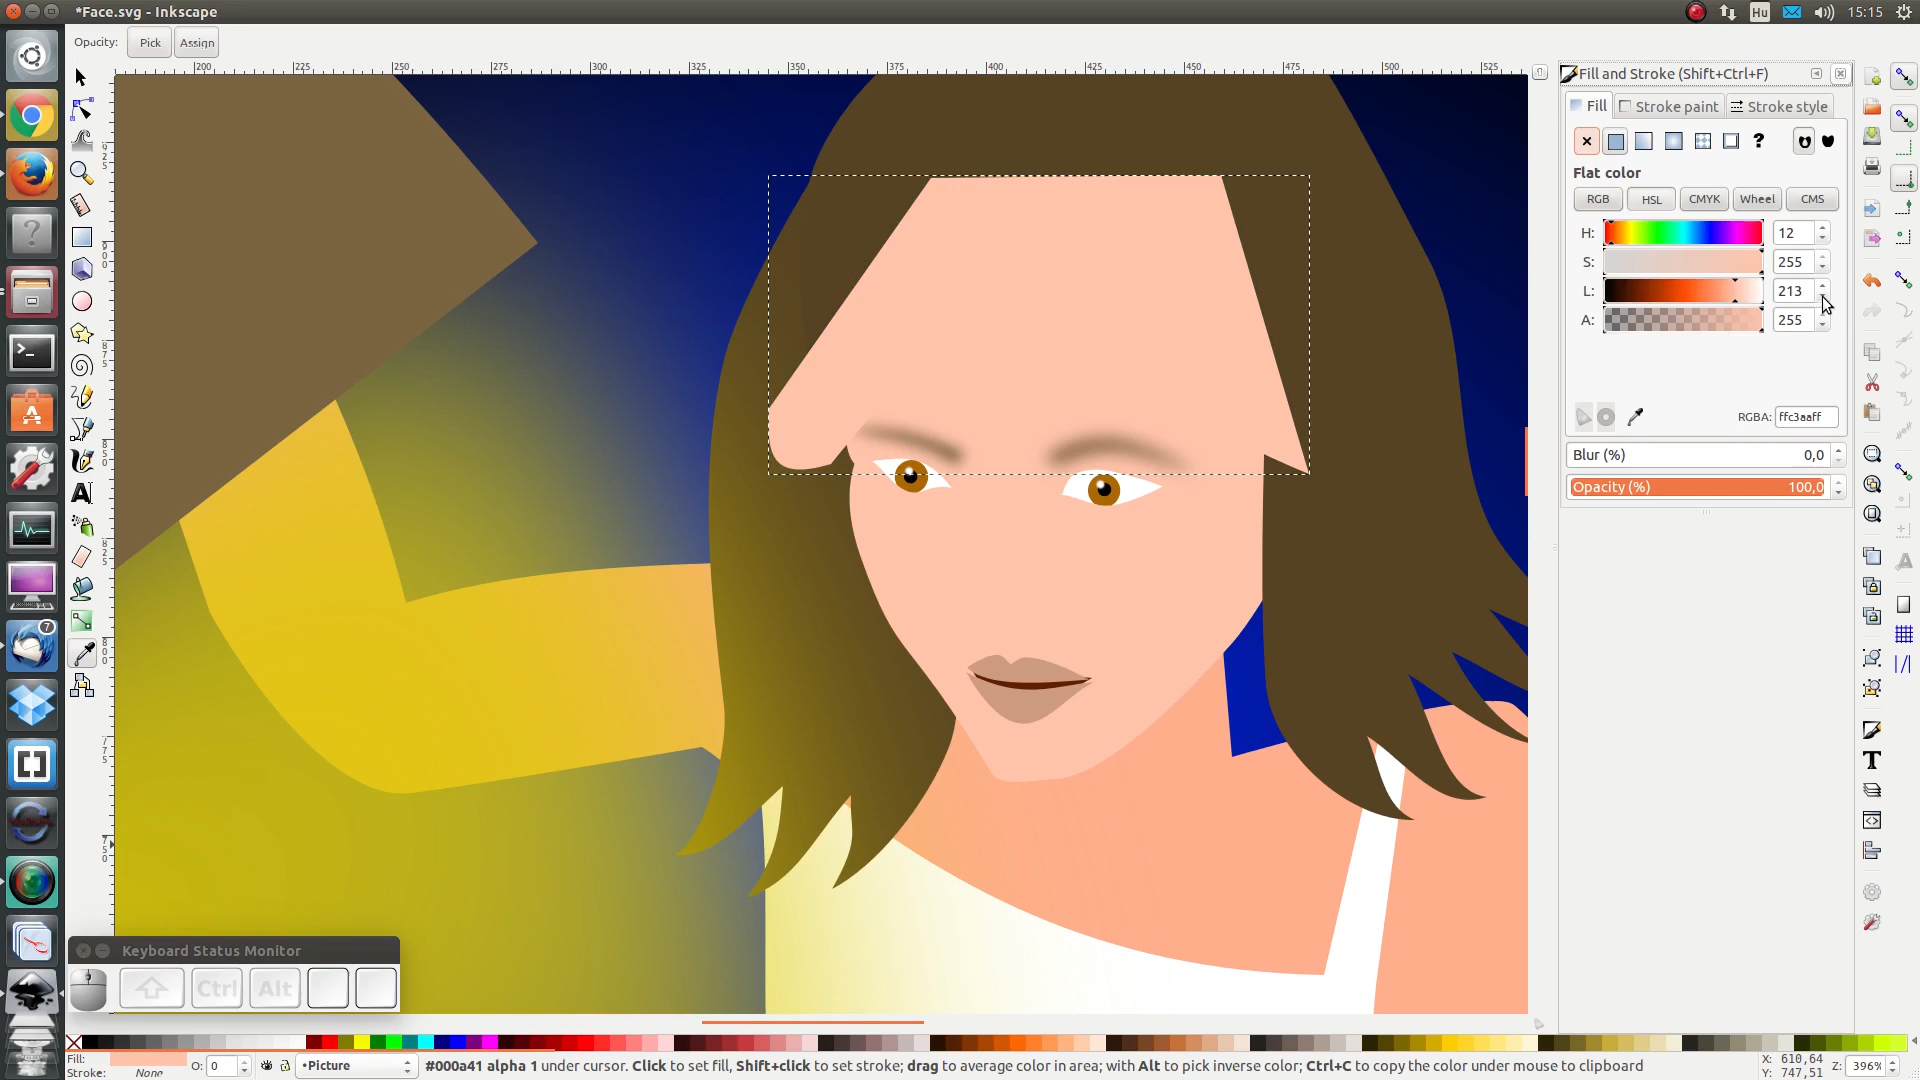 *Face.svg - Inkscape
Hu
15:15
Opacity:
Pick
Assign
200
225
250
275
300
325
350
375
400
425
450
475
500
525
Fill and Stroke (Shift+Ctrl+F)
Fill
Stroke paint
Stroke style
?
Flat color
RGB
HSL
CMYK
Wheel
CMS
H:
12
S:
255
L:
213
A:
255
RGBA:
ffc3aaff
Blur (%)
0,0
Opacity (%)
100,0
7
Keyboard Status Monitor
Ctrl
Alt
Fill:
Stroke:
None
O:
0
•Picture
#000a41 alpha 1 under cursor. Click to set fill, Shift+click to set stroke; drag to average color in area; with Alt to pick inverse color; Ctrl+C to copy the color under mouse to clipboard
X: 610,64
Y: 747,51
Z:
396%